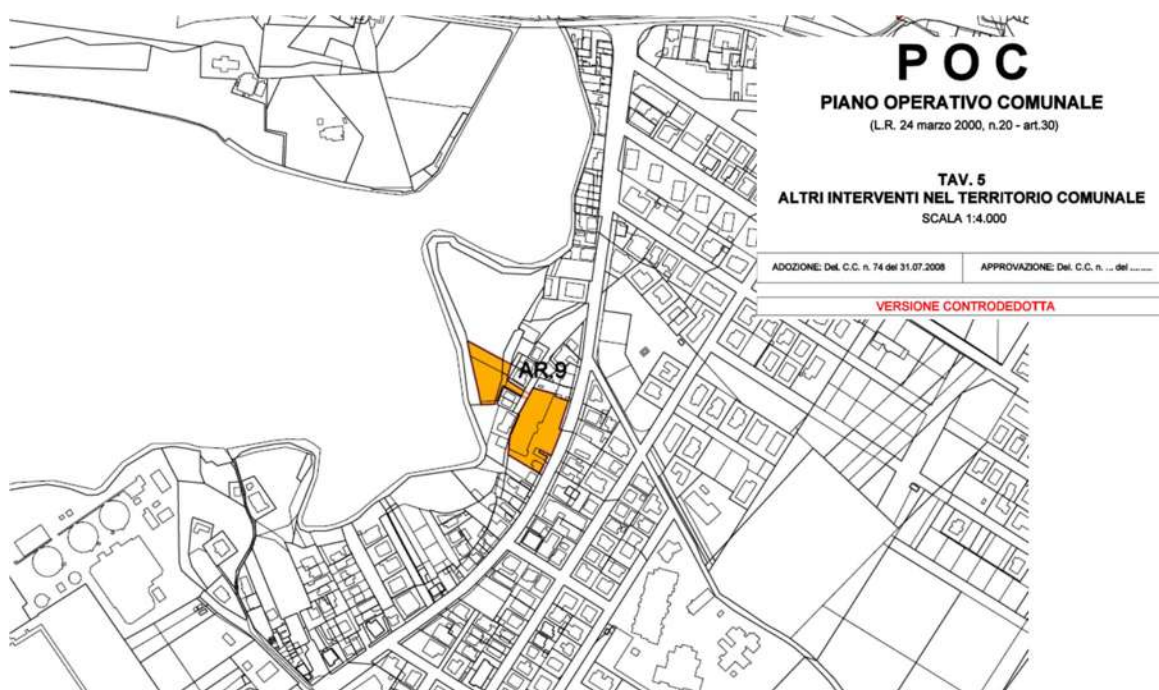 P O C
PIANO OPERATIVO COMUNALE
(L.R. 24 marzo 2000, n.20 - art.30)
TAV. 5
ALTRI INTERVENTI NEL TERRITORIO COMUNALE
SCALA 1:4.000
ADOZIONE: Del. C.C. n. 74 del 31.07.2008
APPROVAZIONE: Del. C.C. n. ... del ........
VERSIONE CONTRODEDOTTA
AR.9